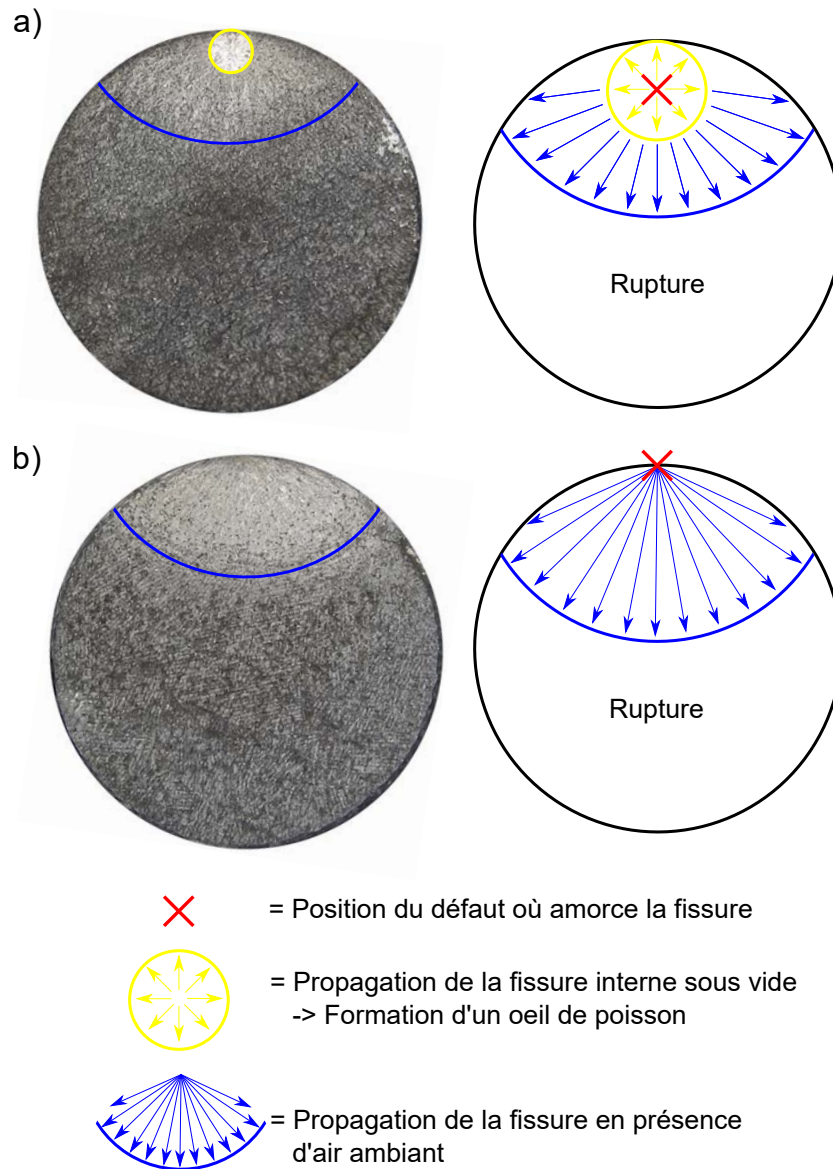 a)
Rupture
b)
Rupture
= Position du défaut où amorce la fissure
= Propagation de la fissure interne sous vide
-> Formation d'un oeil de poisson
= Propagation de la fissure en présence
d'air ambiant